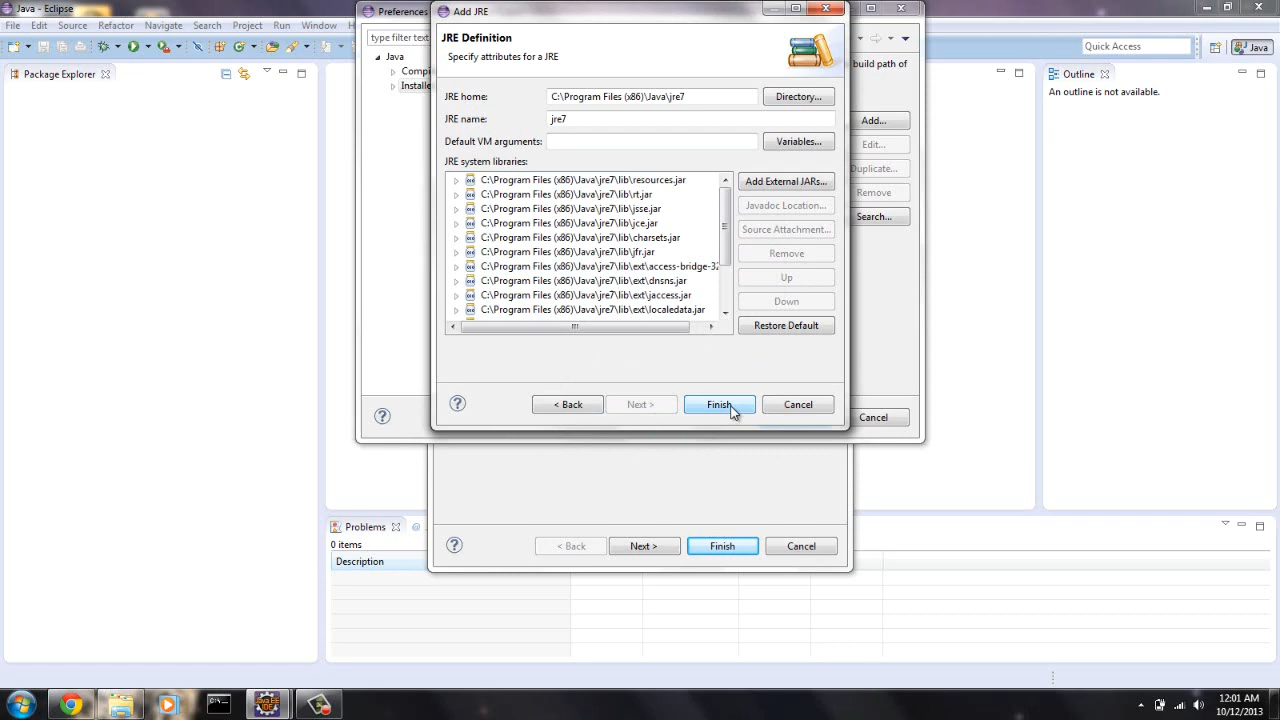 Java - Eclipse
File Edit Source Refactor Navigate Search Project Run
Quick Access
Java
Package Explorer
Outline
An outline is not available.
Preferences
type filter text
Java
Install
build path of
Add...
Edit...
Duplicate...
Remove
Search...
Cancel
Add JRE
JRE Definition
Specify attributes for a JRE
JRE home: C:\Program Files (x86)\Java\jre7 Directory...
JRE name: jre7
Default VM arguments: Variables...
JRE system libraries:
C:\Program Files (x86)\Java\jre7\lib\resources.jar
C:\Program Files (x86)\Java\jre7\lib\rt.jar
C:\Program Files (x86)\Java\jre7\lib\jsse.jar
C:\Program Files (x86)\Java\jre7\lib\jce.jar
C:\Program Files (x86)\Java\jre7\lib\charsets.jar
C:\Program Files (x86)\Java\jre7\lib\jfr.jar
C:\Program Files (x86)\Java\jre7\lib\ext\access-bridge-32
C:\Program Files (x86)\Java\jre7\lib\ext\dnsns.jar
C:\Program Files (x86)\Java\jre7\lib\ext\jaccess.jar
C:\Program Files (x86)\Java\jre7\lib\ext\localedata.jar
Add External JARs...
Javadoc Location...
Source Attachment...
Remove
Up
Down
Restore Default
< Back Next > Finish Cancel
< Back Next > Finish Cancel
Problems
0 items
Description
12:01 AM
10/12/2013